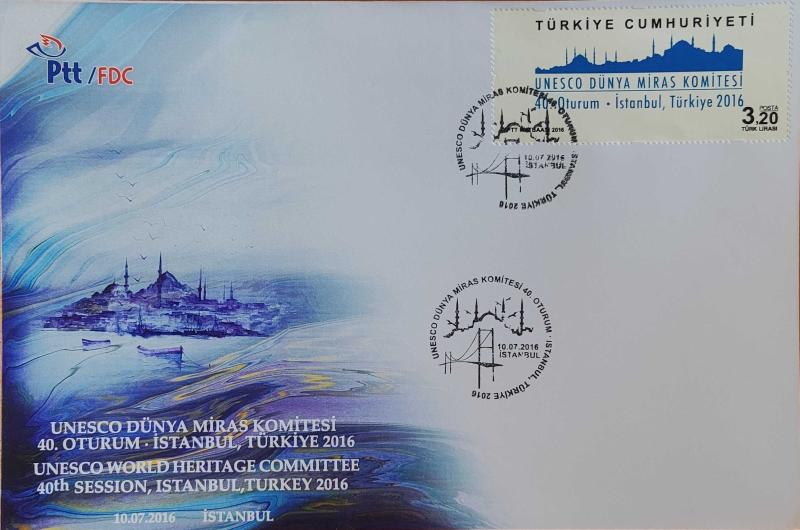 Ptt/FDC
TÜRKİYE CUMHURİYETİ
UNESCO DÜNYA MİRAS KOMİTESİ
40. Oturum · İstanbul, Türkiye 2016
POSTA
3,20
TÜRK LİRASI
UNESCO DÜNYA MİRAS KOMİTESİ 40. OTURUM · İSTANBUL, TÜRKİYE 2016
10.07.2016
İSTANBUL
UNESCO DÜNYA MİRAS KOMİTESİ 40. OTURUM · İSTANBUL, TÜRKİYE 2016
10.07.2016
İSTANBUL
UNESCO DÜNYA MİRAS KOMİTESİ
40. OTURUM · İSTANBUL, TÜRKİYE 2016
UNESCO WORLD HERITAGE COMMITTEE
40th SESSION, ISTANBUL,TURKEY 2016
10.07.2016 İSTANBUL